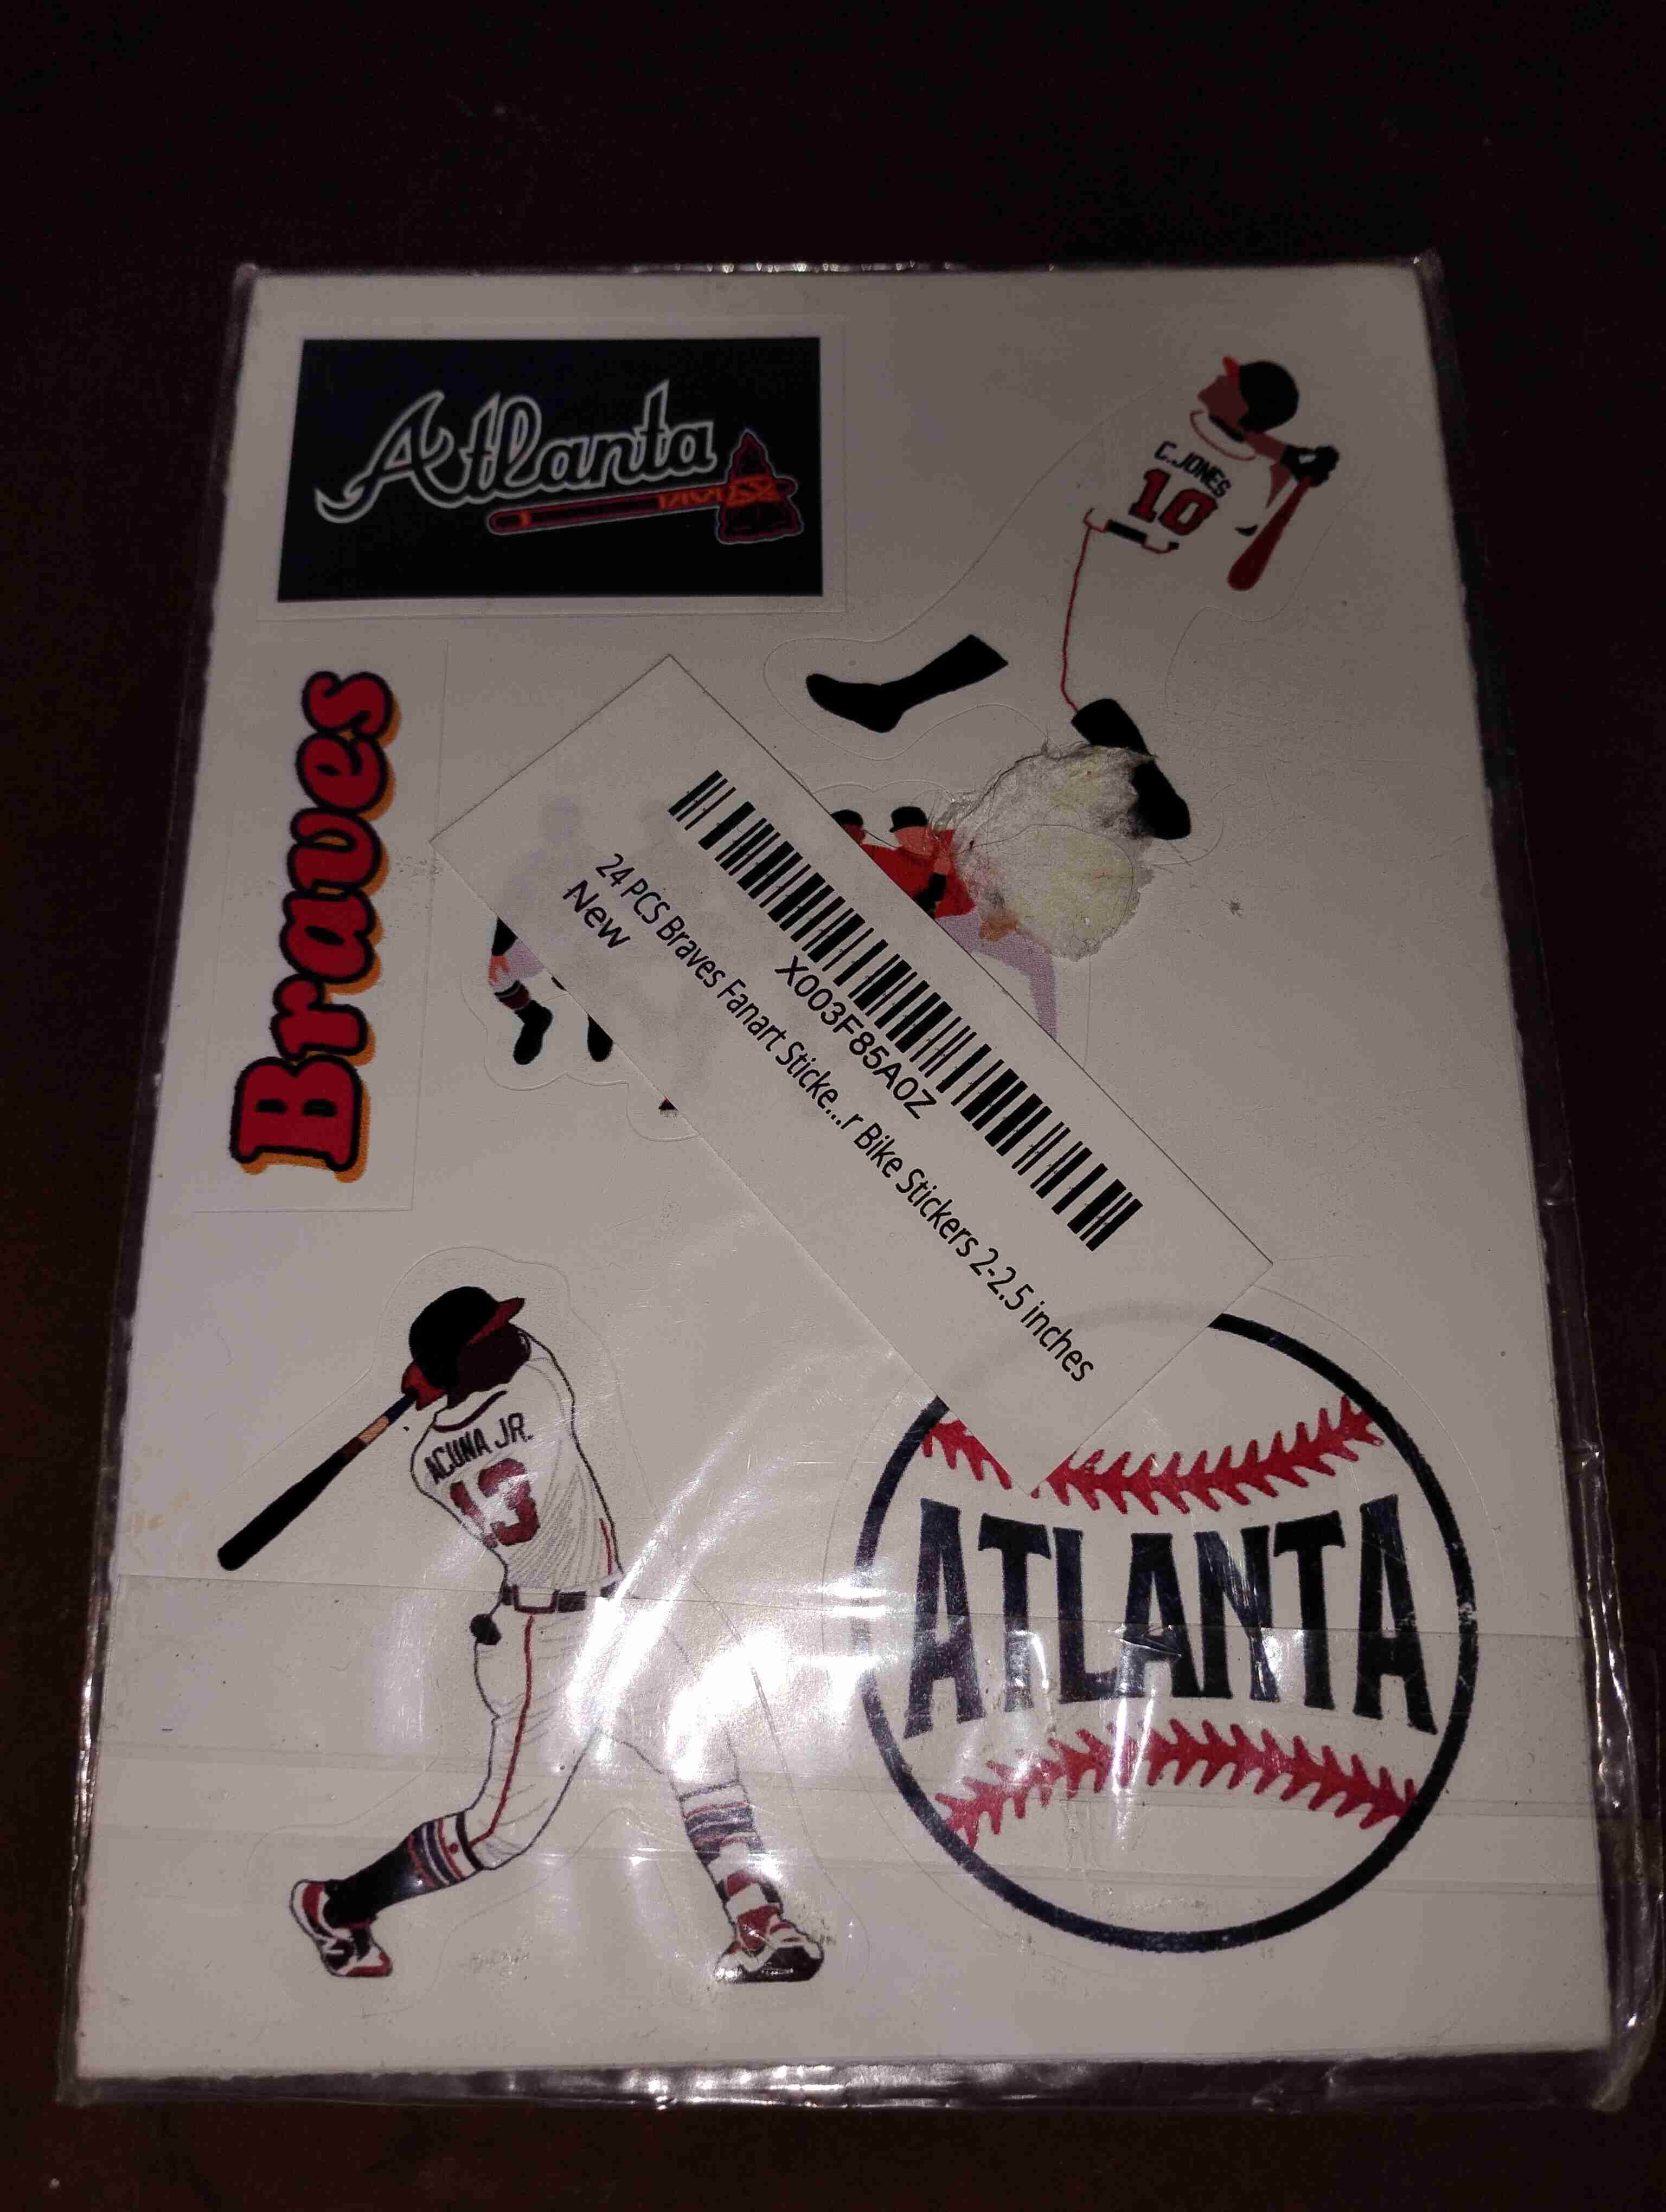 Atlanta
C.JONES
10
Braves
X003F85A0Z
24 PCS Braves Fanart Sticke...r Bike Stickers 2-2.5 inches
New
ACUNA JR.
13
ATLANTA